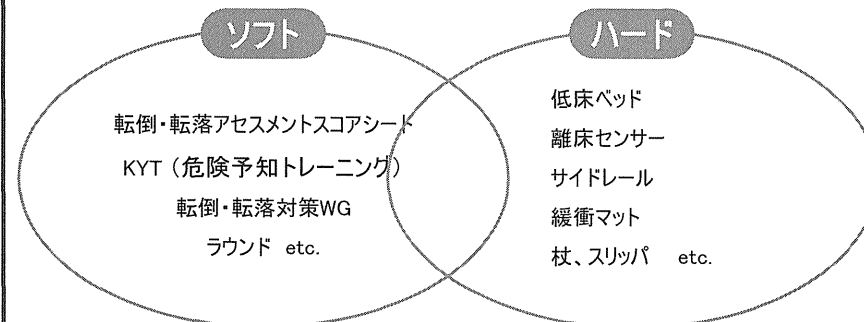 ソフト
転倒・転落アセスメントスコアシート
KYT（危険予知トレーニング）
転倒・転落対策WG
ラウンド etc.
ハード
低床ベッド
離床センサー
サイドレール
緩衝マット
杖、スリッパ etc.